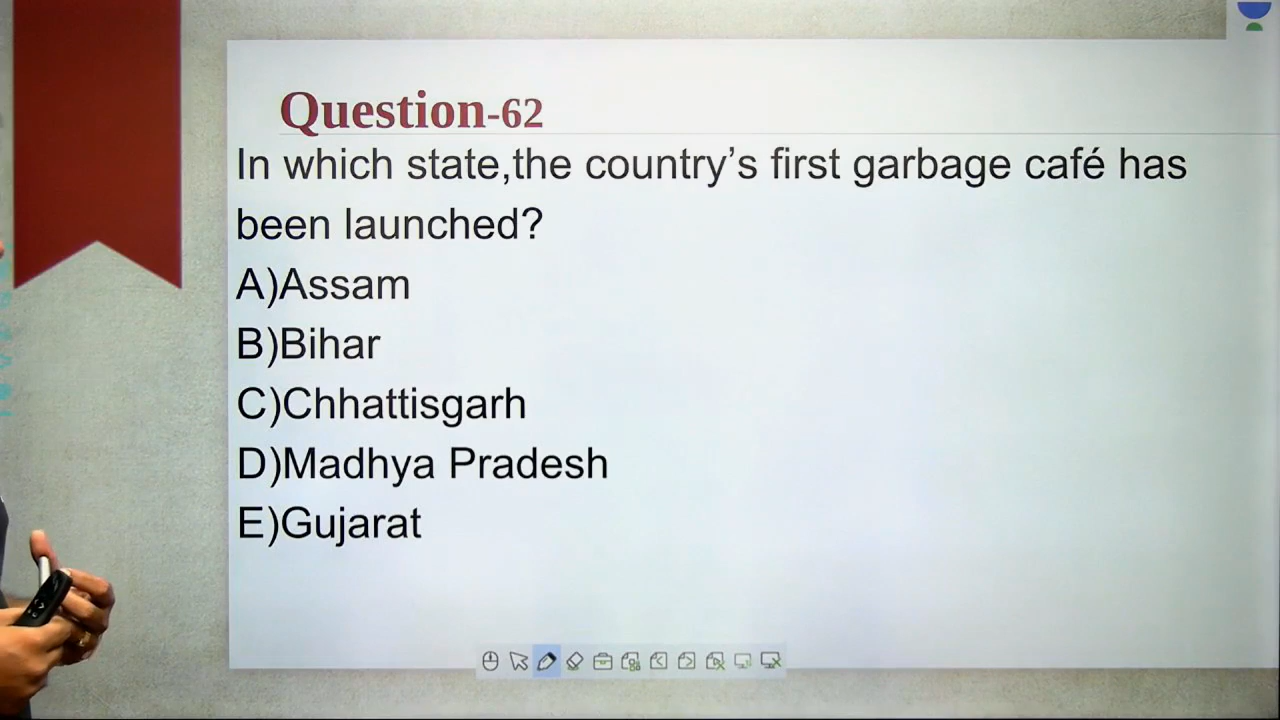 Question-62
In which state,the country’s first garbage café has
been launched?
A)Assam
B)Bihar
C)Chhattisgarh
D)Madhya Pradesh
E)Gujarat